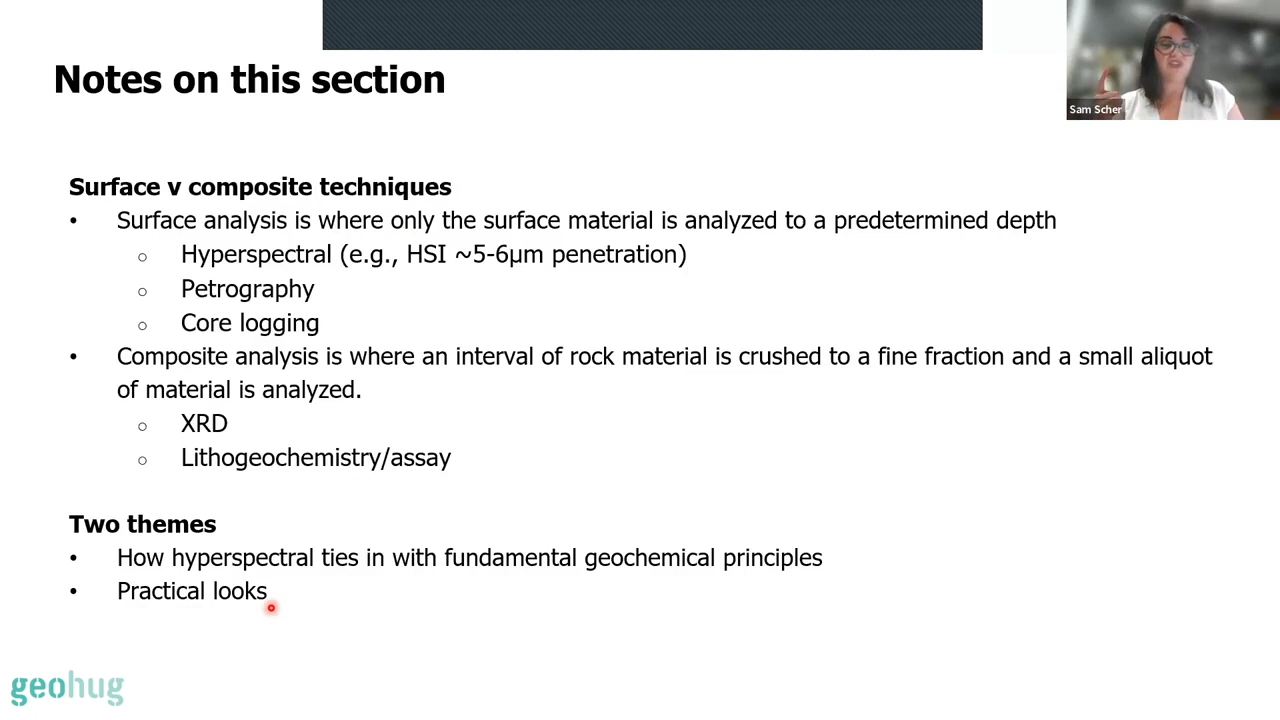 Notes on this section
Sam Scher
Surface v composite techniques
• Surface analysis is where only the surface material is analyzed to a predetermined depth
○ Hyperspectral (e.g., HSI ~5-6µm penetration)
○ Petrography
○ Core logging
• Composite analysis is where an interval of rock material is crushed to a fine fraction and a small aliquot
of material is analyzed.
○ XRD
○ Lithogeochemistry/assay
Two themes
• How hyperspectral ties in with fundamental geochemical principles
• Practical looks
geohug